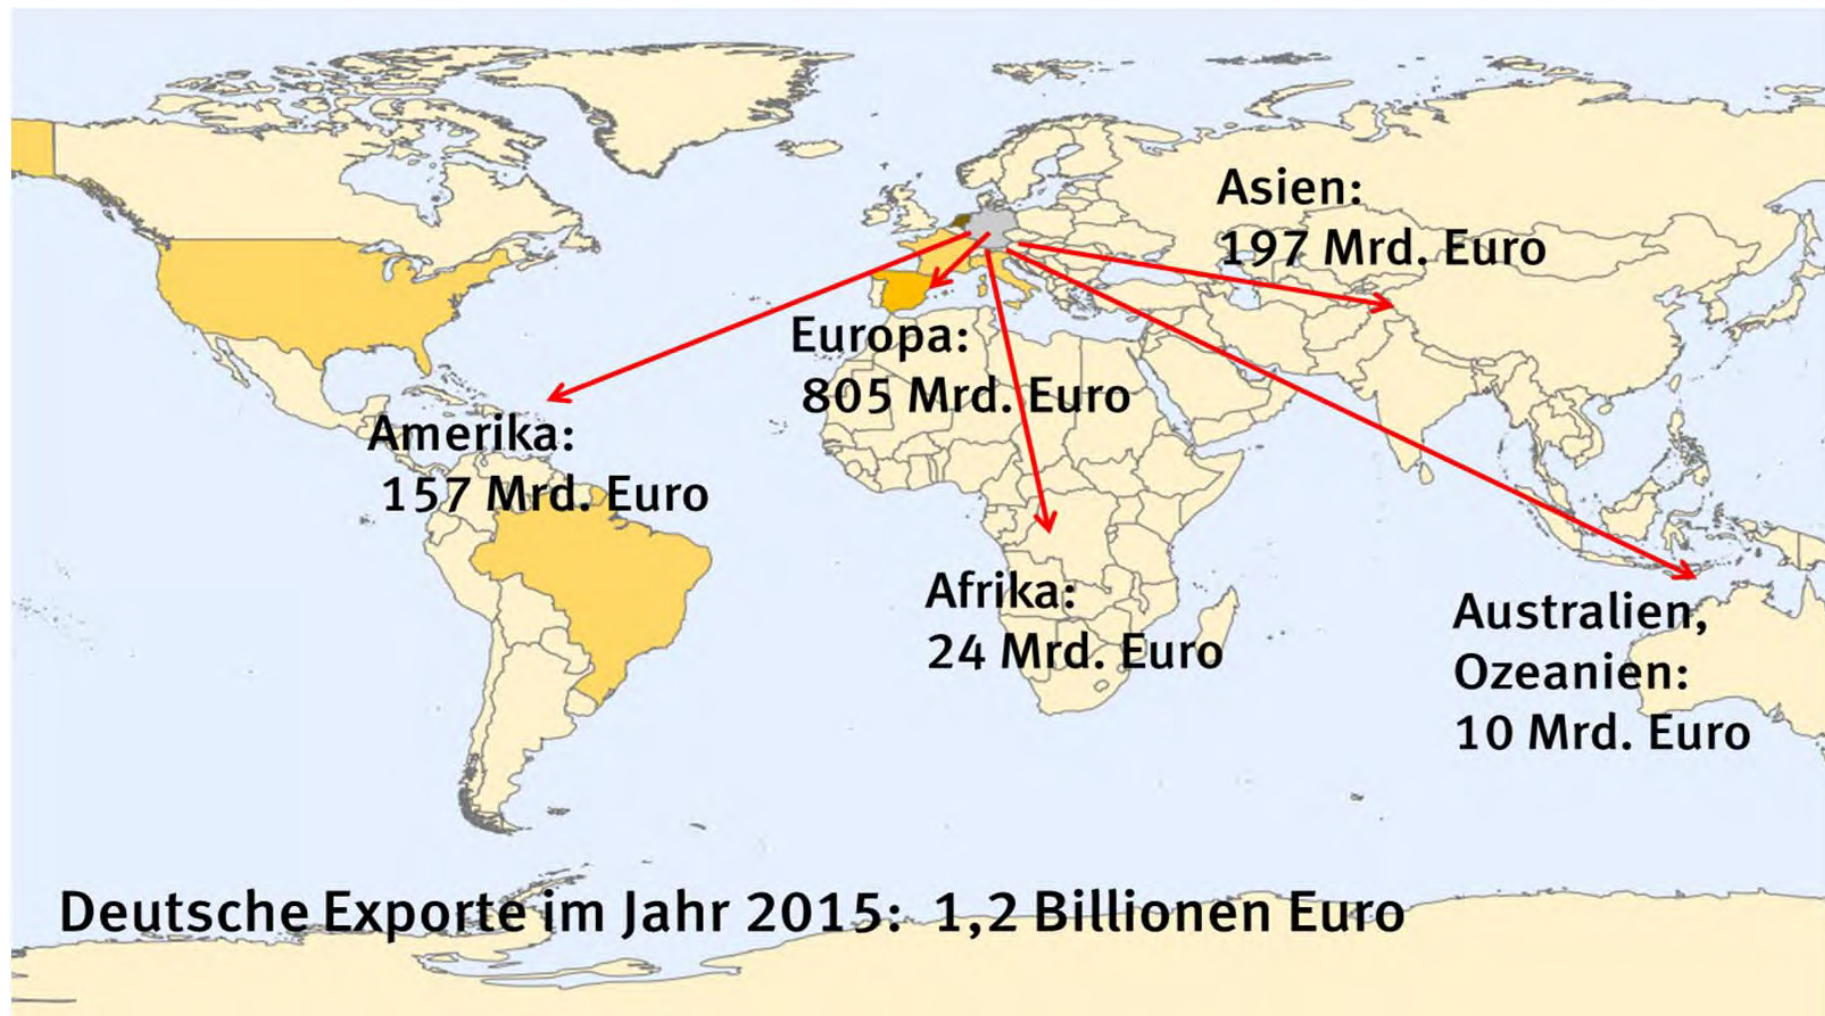 Asien:
197 Mrd. Euro
Europa:
805 Mrd. Euro
Amerika:
157 Mrd. Euro
Afrika:
24 Mrd. Euro
Australien,
Ozeanien:
10 Mrd. Euro
Deutsche Exporte im Jahr 2015: 1,2 Billionen Euro